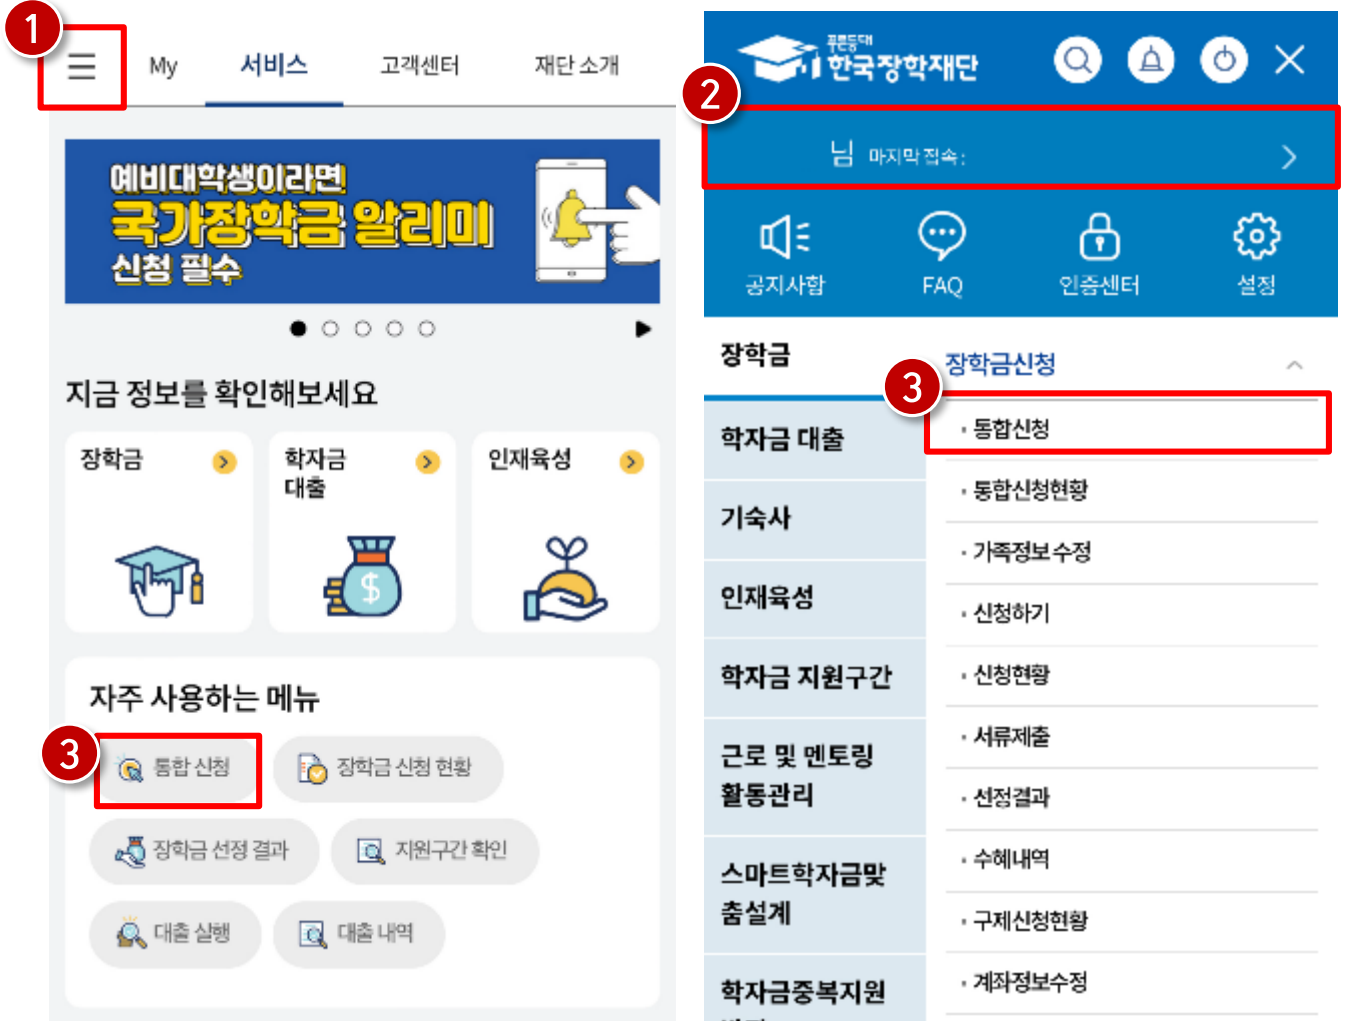 1
My
서비스
고객센터
재단 소개
예비대학생이라면
국가장학금 알리미
신청 필수
지금 정보를 확인해보세요
장학금
학자금
대출
인재육성
$
자주 사용하는 메뉴
3
통합 신청
장학금 신청 현황
장학금 선정 결과
지원구간 확인
대출 실행
대출 내역
푸른등대
한국장학재단
2
님 마지막 접속 :
공지사항
FAQ
인증센터
설정
장학금
학자금 대출
기숙사
인재육성
학자금 지원구간
근로 및 멘토링
활동관리
스마트학자금맞
춤설계
학자금중복지원
장학금신청
3
· 통합신청
· 통합신청현황
· 가족정보수정
· 신청하기
· 신청현황
· 서류제출
· 선정결과
· 수혜내역
· 구제신청현황
· 계좌정보수정